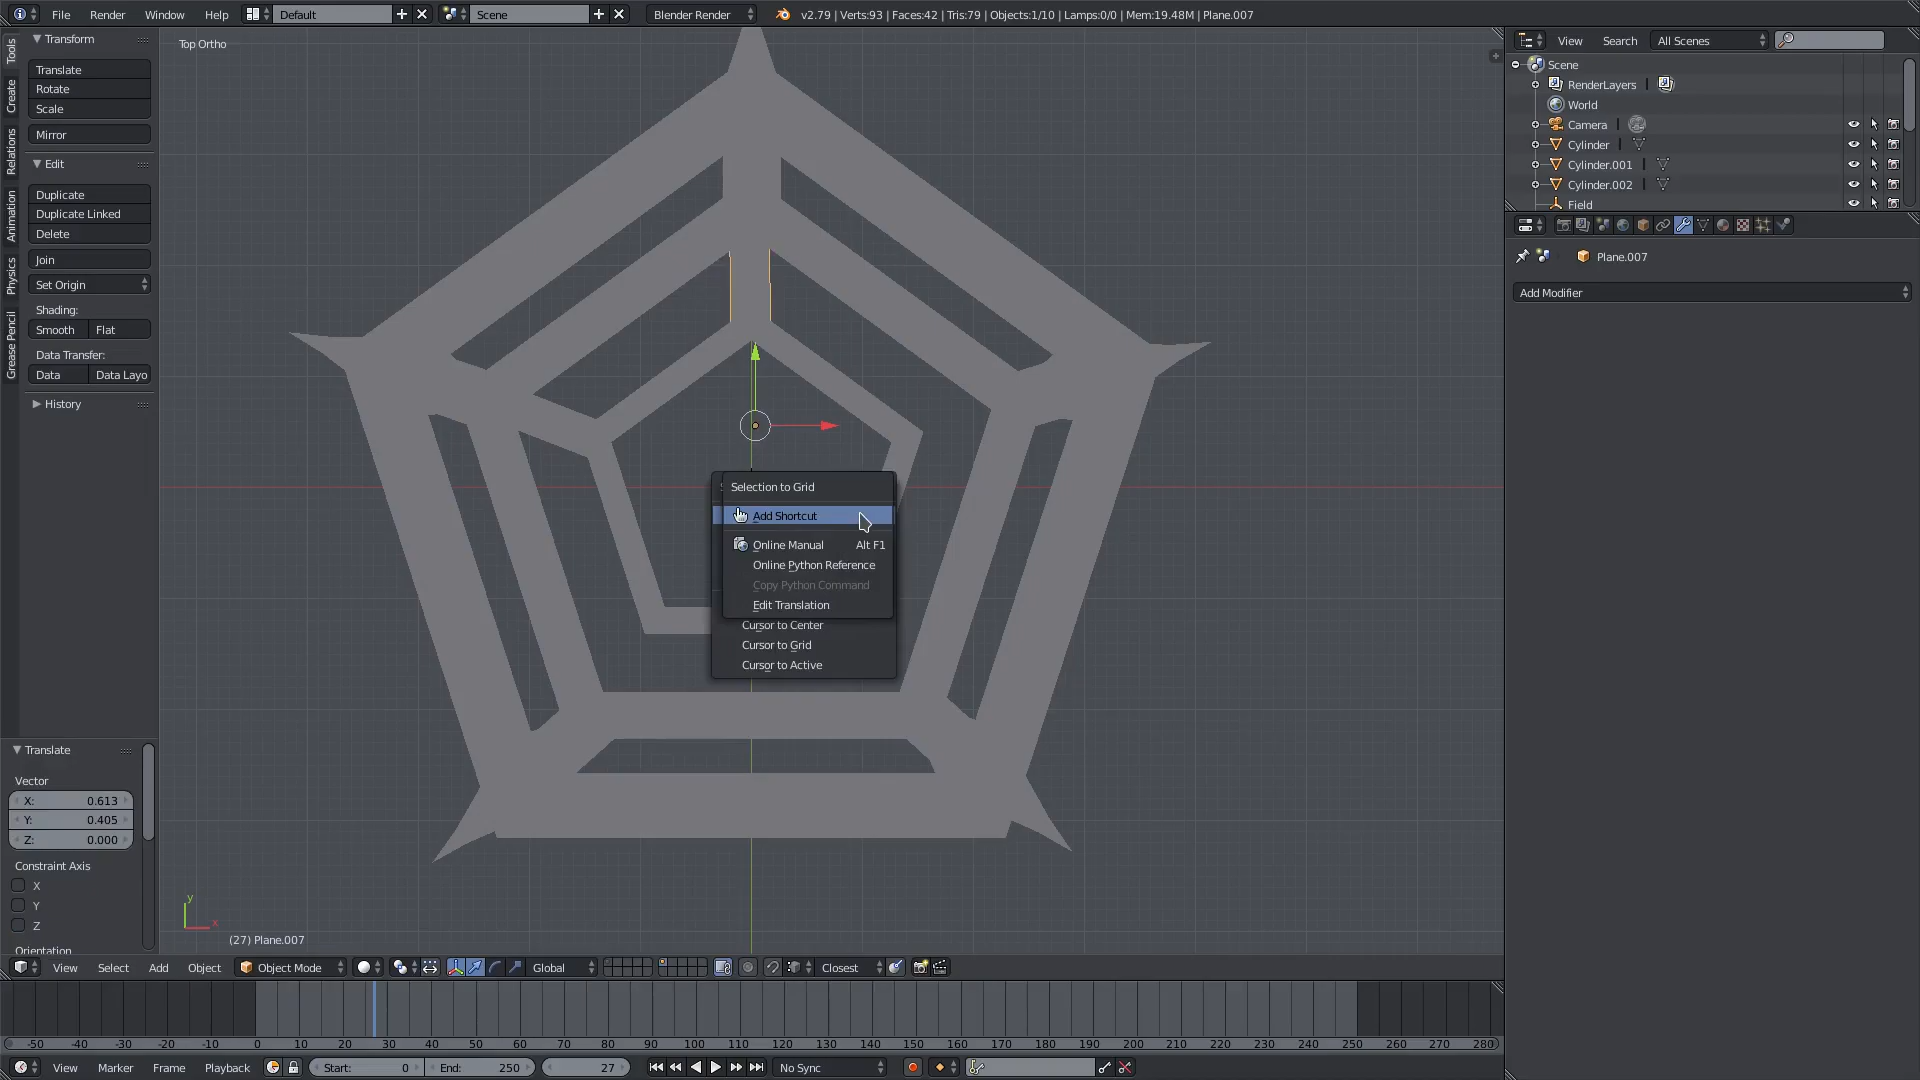 File Render Window Help Default Scene Blender Render v2.79 | Verts:93 | Faces:42 | Tris:79 | Objects:1/10 | Lamps:0/0 | Mem:19.48M | Plane.007
Tools
Create
Relations
Animation
Physics
Grease Pencil
Transform
Translate
Rotate
Scale
Mirror
Edit
Duplicate
Duplicate Linked
Delete
Join
Set Origin
Shading:
Smooth Flat
Data Transfer:
Data Data Layo
History
Translate
Vector
X: 0.613
Y: 0.405
Z: 0.000
Constraint Axis
X
Y
Z
Orientation
Top Ortho
Selection to Grid
Add Shortcut
Online Manual Alt F1
Online Python Reference
Copy Python Command
Edit Translation
Cursor to Center
Cursor to Grid
Cursor to Active
y
x
(27) Plane.007
View Select Add Object Object Mode Global Closest
-50 -40 -30 -20 -10 0 10 20 30 40 50 60 70 80 90 100 110 120 130 140 150 160 170 180 190 200 210 220 230 240 250 260 270 280
View Marker Frame Playback Start: 0 End: 250 27 No Sync
View Search All Scenes
Scene
RenderLayers
World
Camera
Cylinder
Cylinder.001
Cylinder.002
Field
Plane.007
Add Modifier